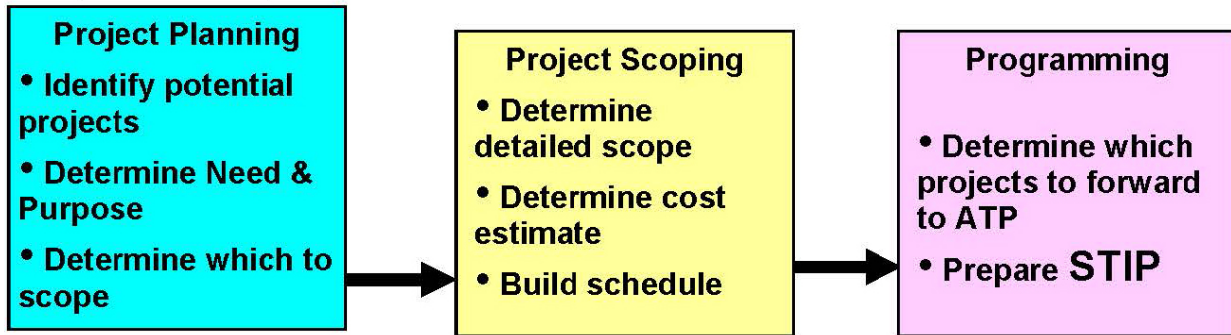 Project Planning
• Identify potential
projects
• Determine Need &
Purpose
• Determine which to
scope
Project Scoping
• Determine
detailed scope
• Determine cost
estimate
• Build schedule
Programming
• Determine which
projects to forward
to ATP
• Prepare STIP